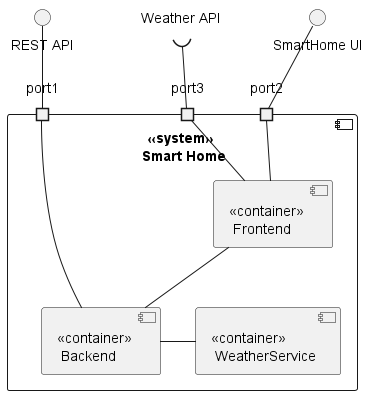 Weather API
REST API
SmartHome UI
port1
port3
port2
«system»
Smart Home
«container»
Frontend
«container»
Backend
«container»
WeatherService